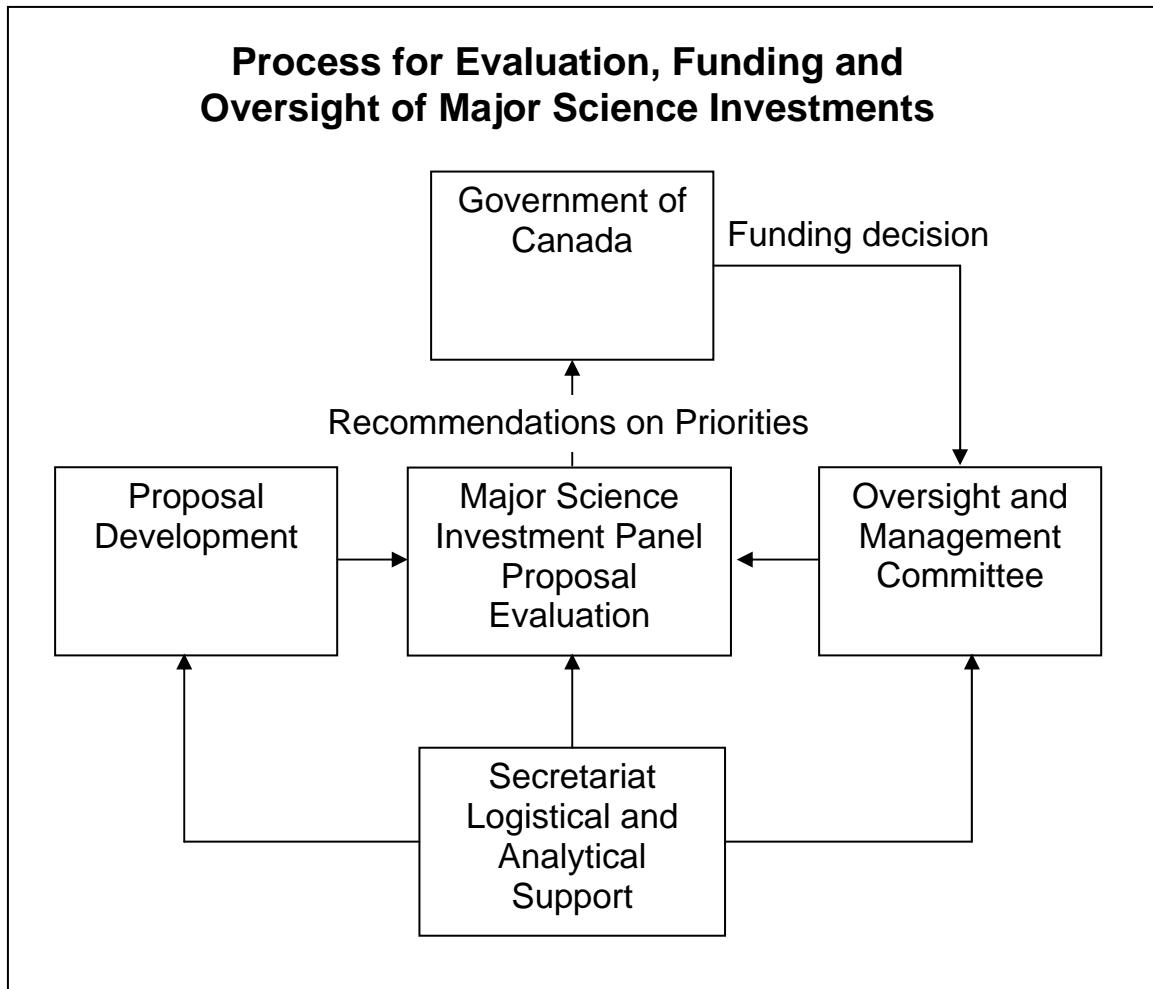 Process for Evaluation, Funding and
Oversight of Major Science Investments
Government of
Canada
Funding decision
Recommendations on Priorities
Proposal
Development
Major Science
Investment Panel
Proposal
Evaluation
Oversight and
Management
Committee
Secretariat
Logistical and
Analytical
Support